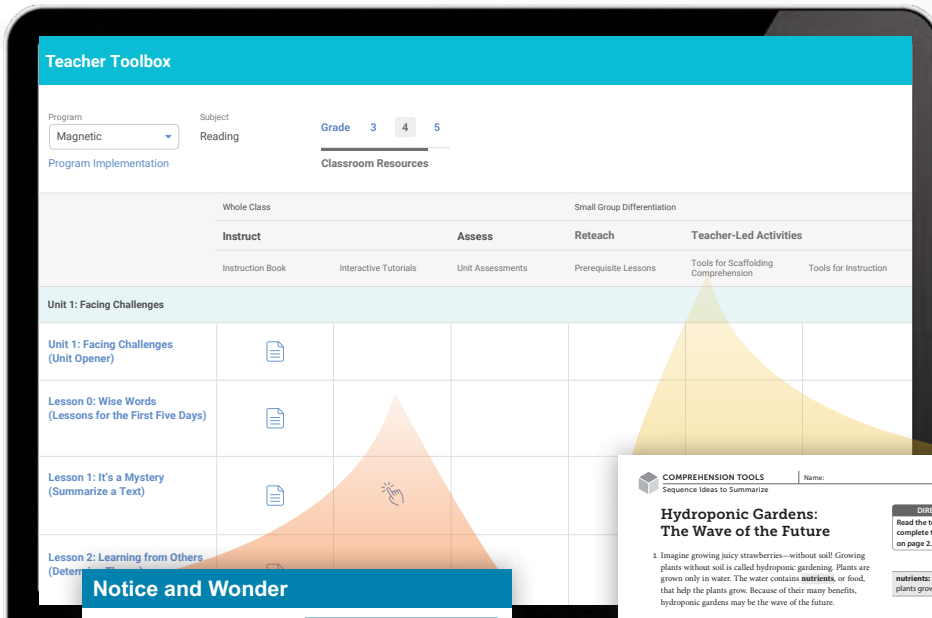 Teacher Toolbox
Program
Subject
Magnetic
Reading
Grade 3 4 5
Program Implementation
Classroom Resources
Whole Class
Small Group Differentiation
Instruct
Assess
Reteach
Teacher-Led Activities
Instruction Book
Interactive Tutorials
Unit Assessments
Prerequisite Lessons
Tools for Scaffolding
Comprehension
Tools for Instruction
Unit 1: Facing Challenges
Unit 1: Facing Challenges
(Unit Opener)
Lesson 0: Wise Words
(Lessons for the First Five Days)
Lesson 1: It's a Mystery
(Summarize a Text)
Lesson 2: Learning from Others
Notice and Wonder
COMPREHENSION TOOLS
Name:
Sequence Ideas to Summarize
Hydroponic Gardens:
The Wave of the Future
1 Imagine growing juicy strawberries—without soil! Growing
plants without soil is called hydroponic gardening. Plants are
grown only in water. The water contains nutrients, or food,
that help the plants grow. Because of their many benefits,
hydroponic gardens may be the wave of the future.
Read the
complete
on page 2.
nutrients:
plants